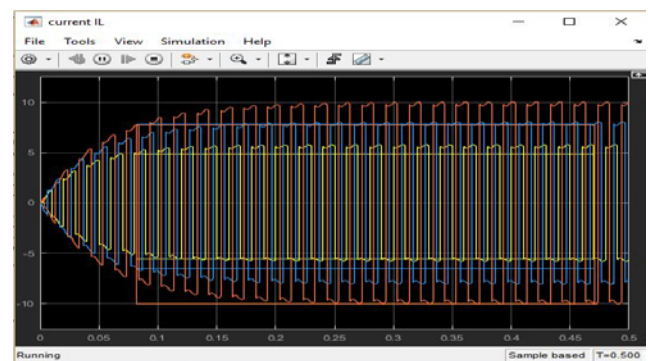 current IL
File Tools View Simulation Help
10
5
0
-5
-10
0 0.05 0.1 0.15 0.2 0.25 0.3 0.35 0.4 0.45 0.5
Running Sample based T=0.500